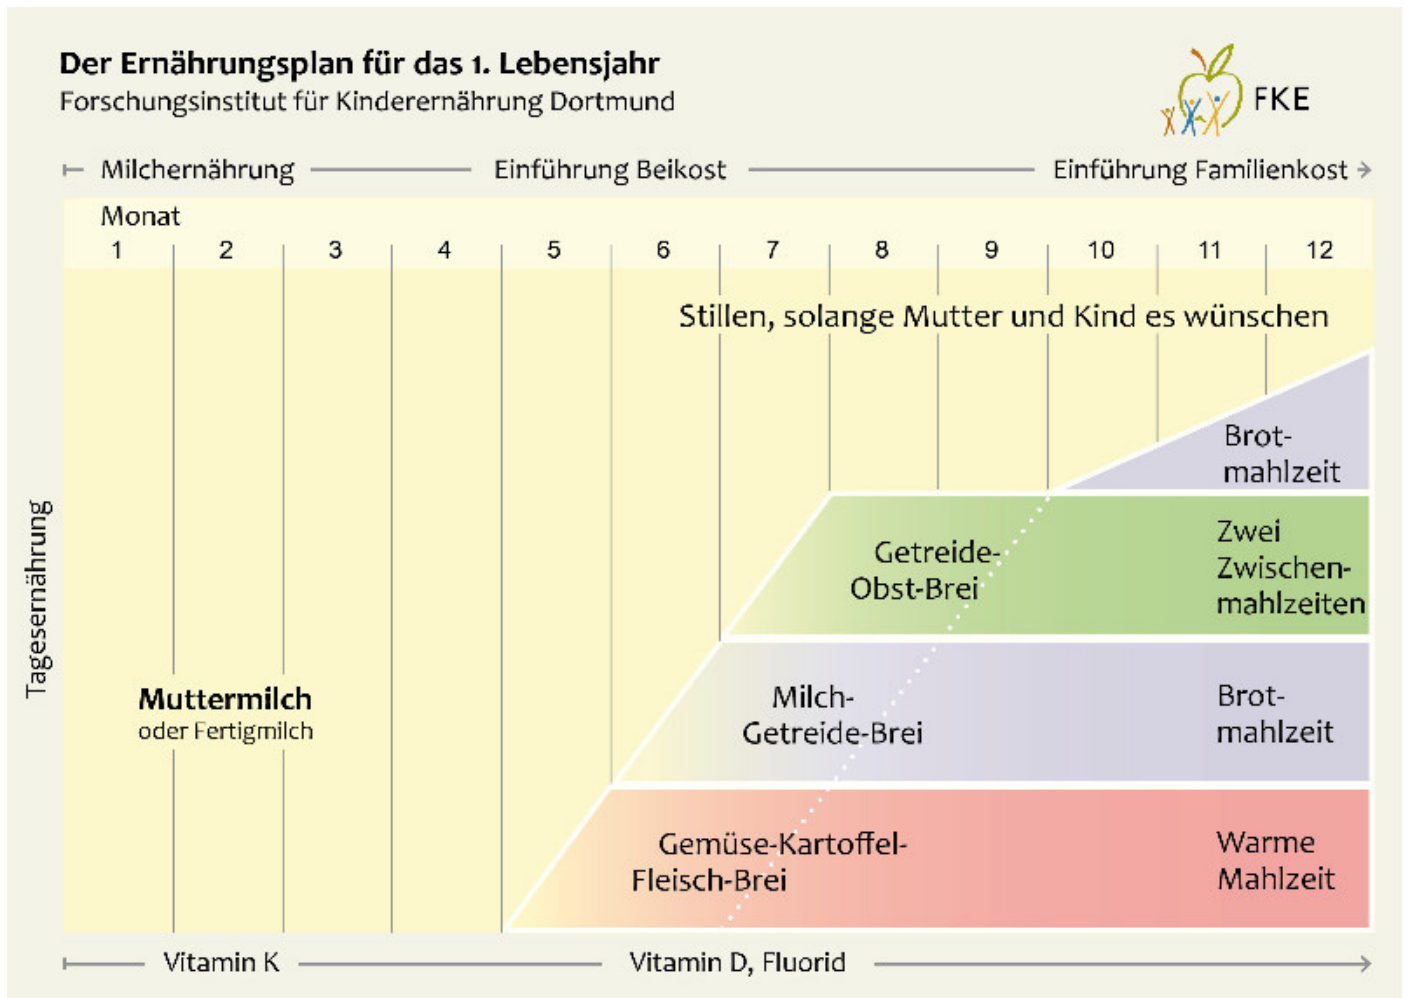 Der Ernährungsplan für das 1. Lebensjahr
Forschungsinstitut für Kinderernährung Dortmund
FKE
Milchernährung Einführung Beikost Einführung Familienkost
Monat
1 2 3 4 5 6 7 8 9 10 11 12
Stillen, solange Mutter und Kind es wünschen
Brot-
mahlzeit
Getreide-
Obst-Brei
Zwei
Zwischen-
mahlzeiten
Tagesernährung
Muttermilch
oder Fertigmilch
Milch-
Getreide-Brei
Brot-
mahlzeit
Gemüse-Kartoffel-
Fleisch-Brei
Warme
Mahlzeit
Vitamin K Vitamin D, Fluorid